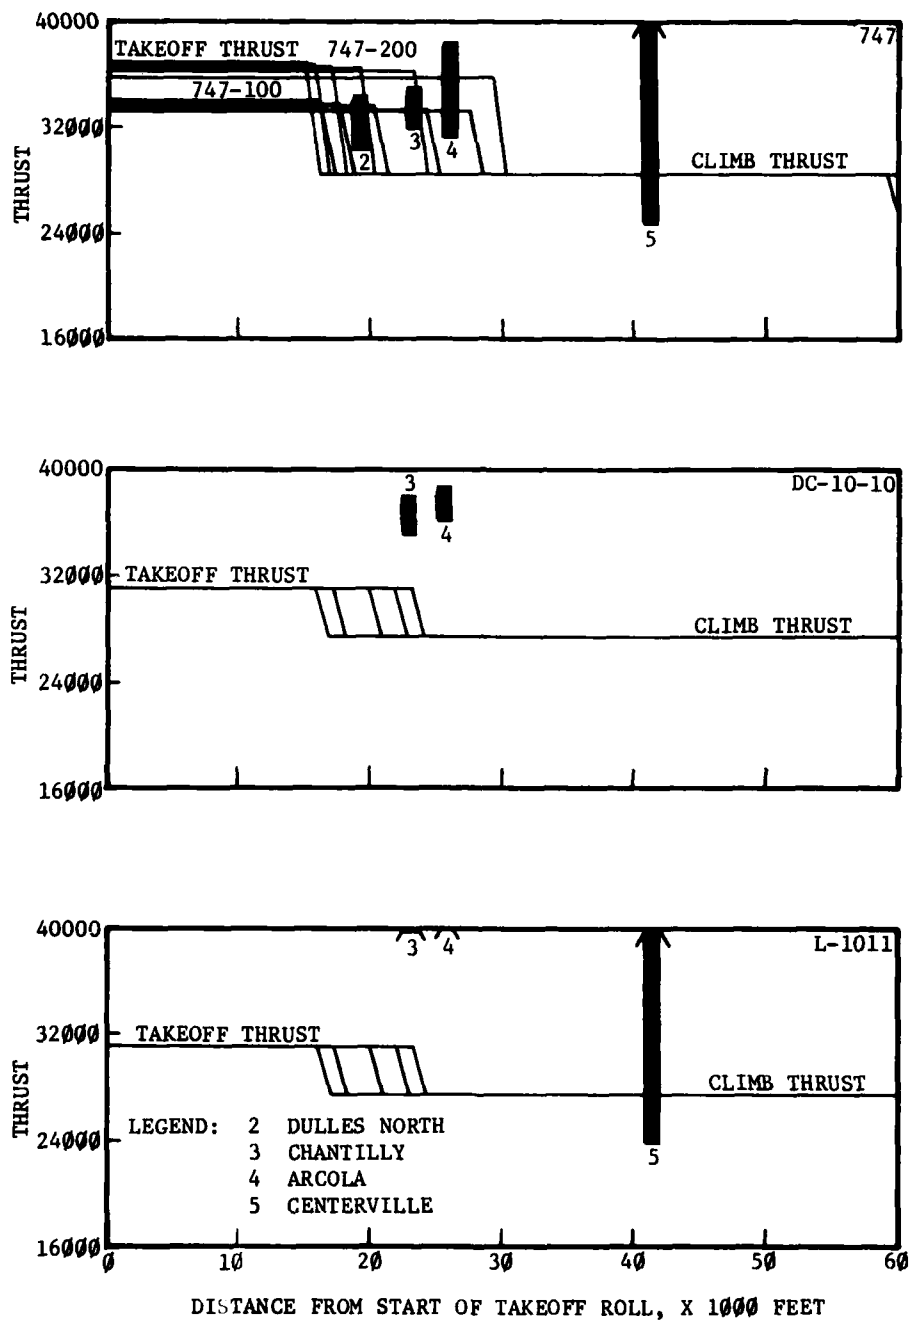 40000
747
TAKEOFF THRUST 747-200
747-100
32000
2
3
4
CLIMB THRUST
THRUST
24000
5
16000
40000
3
DC-10-10
4
32000
TAKEOFF THRUST
CLIMB THRUST
THRUST
24000
16000
40000
3
4
L-1011
32000
TAKEOFF THRUST
CLIMB THRUST
THRUST
24000
LEGEND: 2 DULLES NORTH
3 CHANTILLY
4 ARCOLA
5 CENTERVILLE
5
16000
0 10 20 30 40 50 60
DISTANCE FROM START OF TAKEOFF ROLL, X 1000 FEET